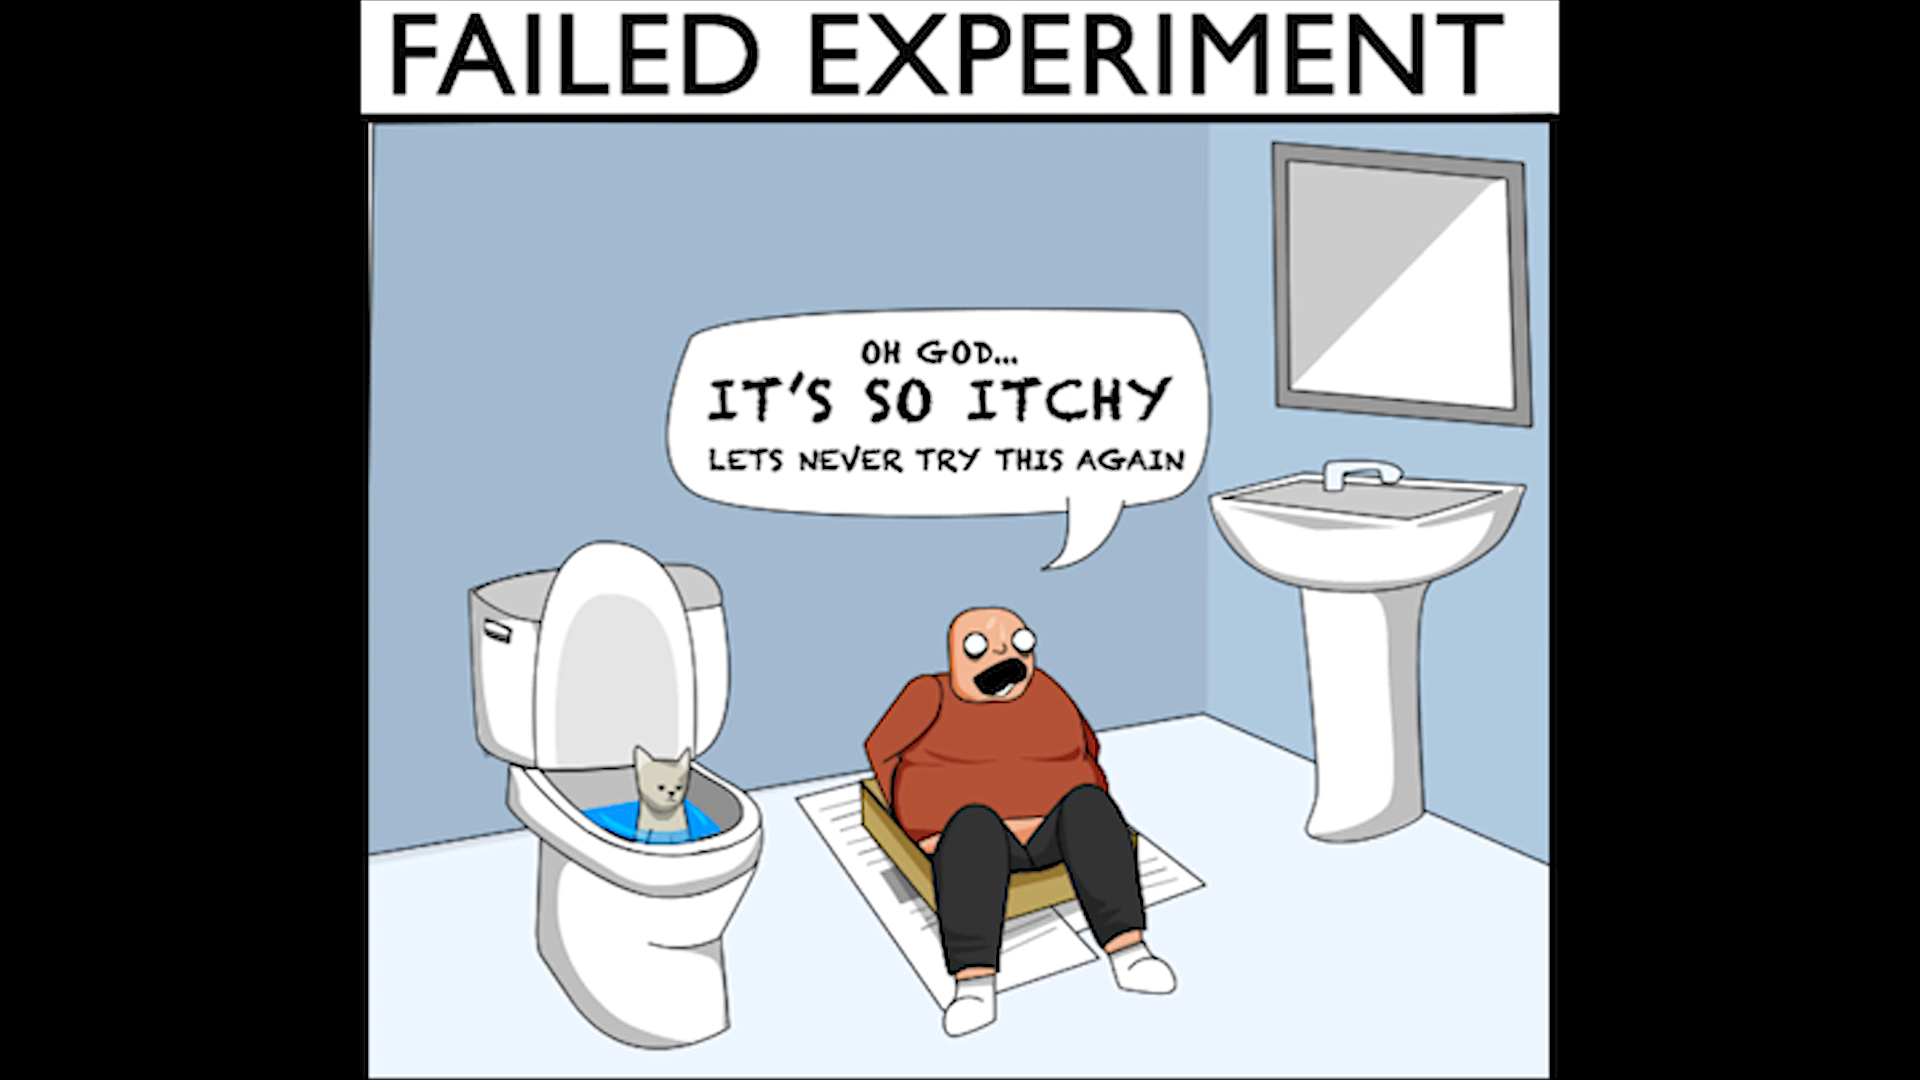 FAILED EXPERIMENT
OH GOD...
IT'S SO ITCHY
LETS NEVER TRY THIS AGAIN